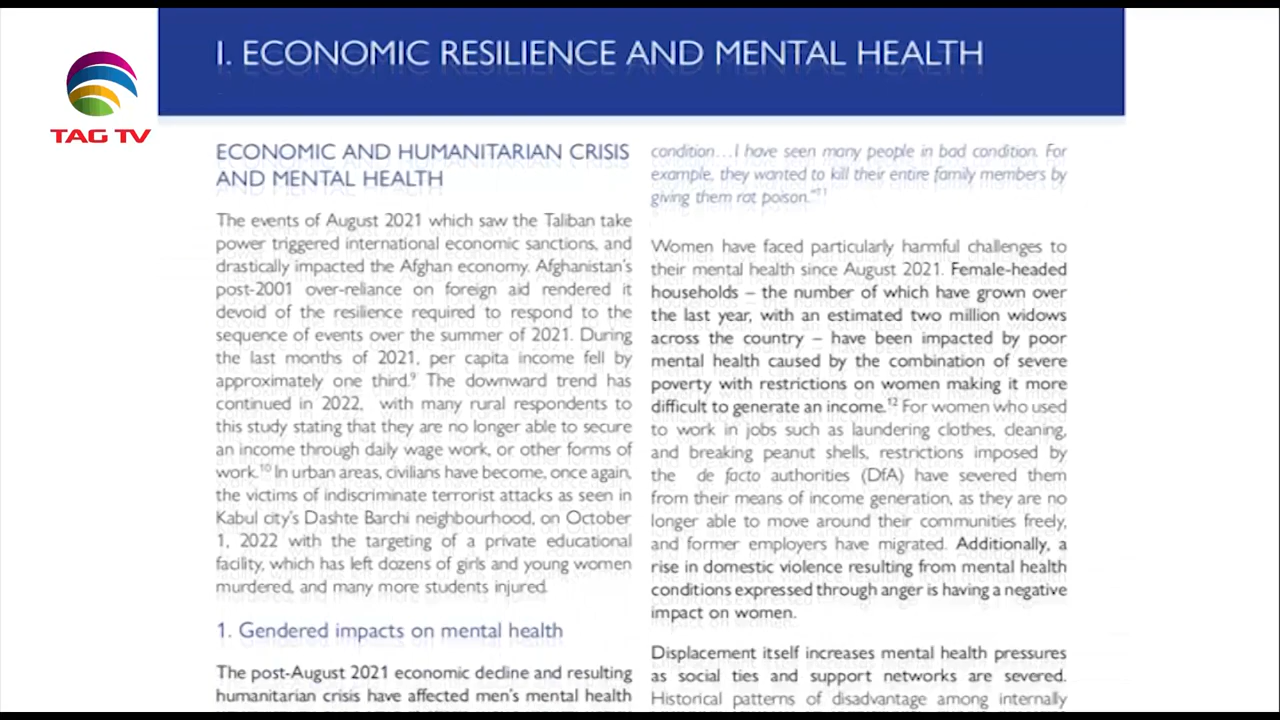 TAG TV
I. ECONOMIC RESILIENCE AND MENTAL HEALTH
ECONOMIC AND HUMANITARIAN CRISIS
AND MENTAL HEALTH
The events of August 2021 which saw the Taliban take
power triggered international economic sanctions, and
drastically impacted the Afghan economy. Afghanistan's
post-2001 over-reliance on foreign aid rendered it
devoid of the resilience required to respond to the
sequence of events over the summer of 2021. During
the last months of 2021, per capita income fell by
approximately one third.⁹ The downward trend has
continued in 2022, with many rural respondents to
this study stating that they are no longer able to secure
an income through daily wage work, or other forms of
work.¹⁰ In urban areas, civilians have become, once again,
the victims of indiscriminate terrorist attacks as seen in
Kabul city's Dashte Barchi neighbourhood, on October
1, 2022 with the targeting of a private educational
facility, which has left dozens of girls and young women
murdered, and many more students injured.
1. Gendered impacts on mental health
The post-August 2021 economic decline and resulting
humanitarian crisis have affected men's mental health
condition…I have seen many people in bad condition. For
example, they wanted to kill their entire family members by
giving them rat poison."¹¹
Women have faced particularly harmful challenges to
their mental health since August 2021. Female-headed
households – the number of which have grown over
the last year, with an estimated two million widows
across the country – have been impacted by poor
mental health caused by the combination of severe
poverty with restrictions on women making it more
difficult to generate an income.¹² For women who used
to work in jobs such as laundering clothes, cleaning,
and breaking peanut shells, restrictions imposed by
the de facto authorities (DfA) have severed them
from their means of income generation, as they are no
longer able to move around their communities freely,
and former employers have migrated. Additionally, a
rise in domestic violence resulting from mental health
conditions expressed through anger is having a negative
impact on women.
Displacement itself increases mental health pressures
as social ties and support networks are severed.
Historical patterns of disadvantage among internally